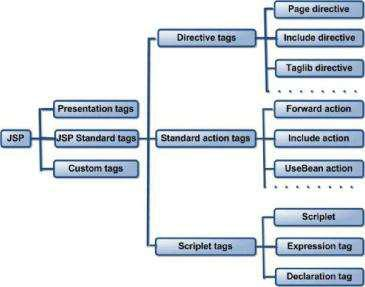 Page directive
Directive tags
Include directive
Taglib directive
Presentation tags
Forward action
JSP
JSP Standard tags
Standard action tags
Include action
Custom tags
UseBean action
Scriplet
Scriplet tags
Expression tag
Declaration tag